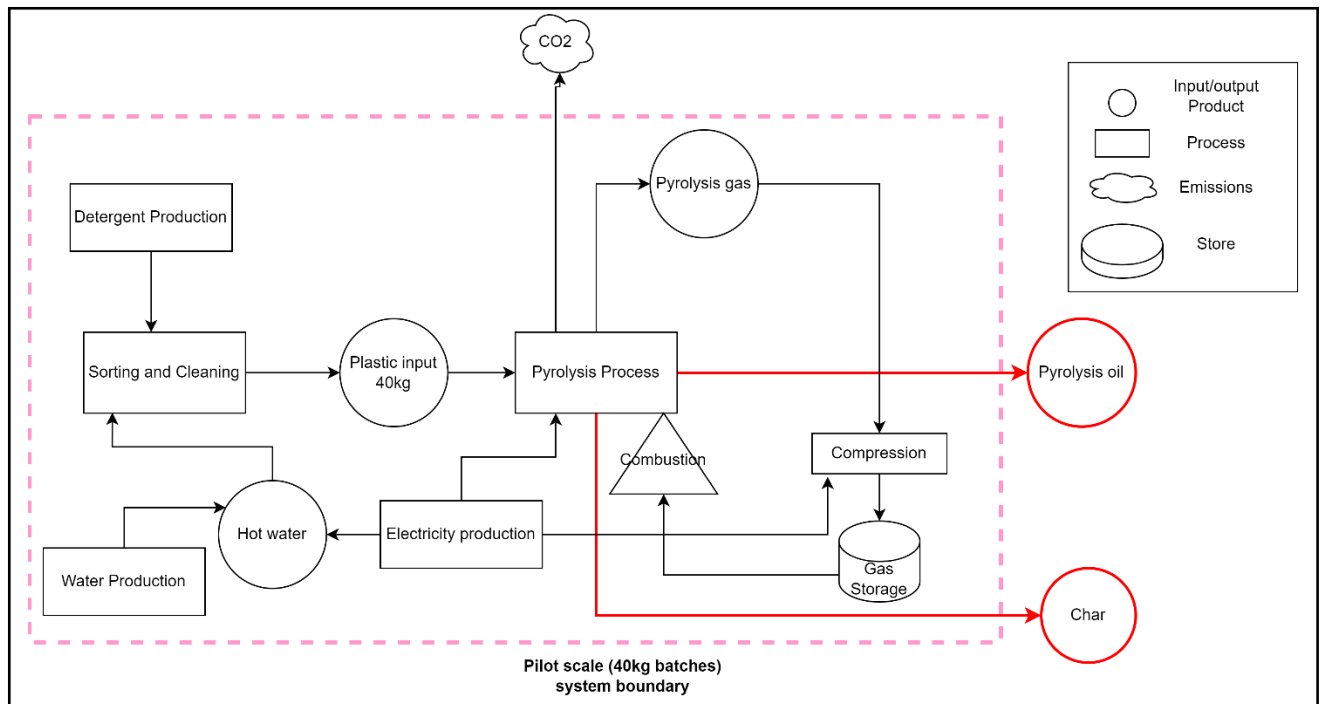 CO2
Input/output
Product
Process
Emissions
Store
Pyrolysis gas
Detergent Production
Sorting and Cleaning
Plastic input
40kg
Pyrolysis Process
Pyrolysis oil
Combustion
Compression
Hot water
Electricity production
Water Production
Gas
Storage
Char
Pilot scale (40kg batches)
system boundary